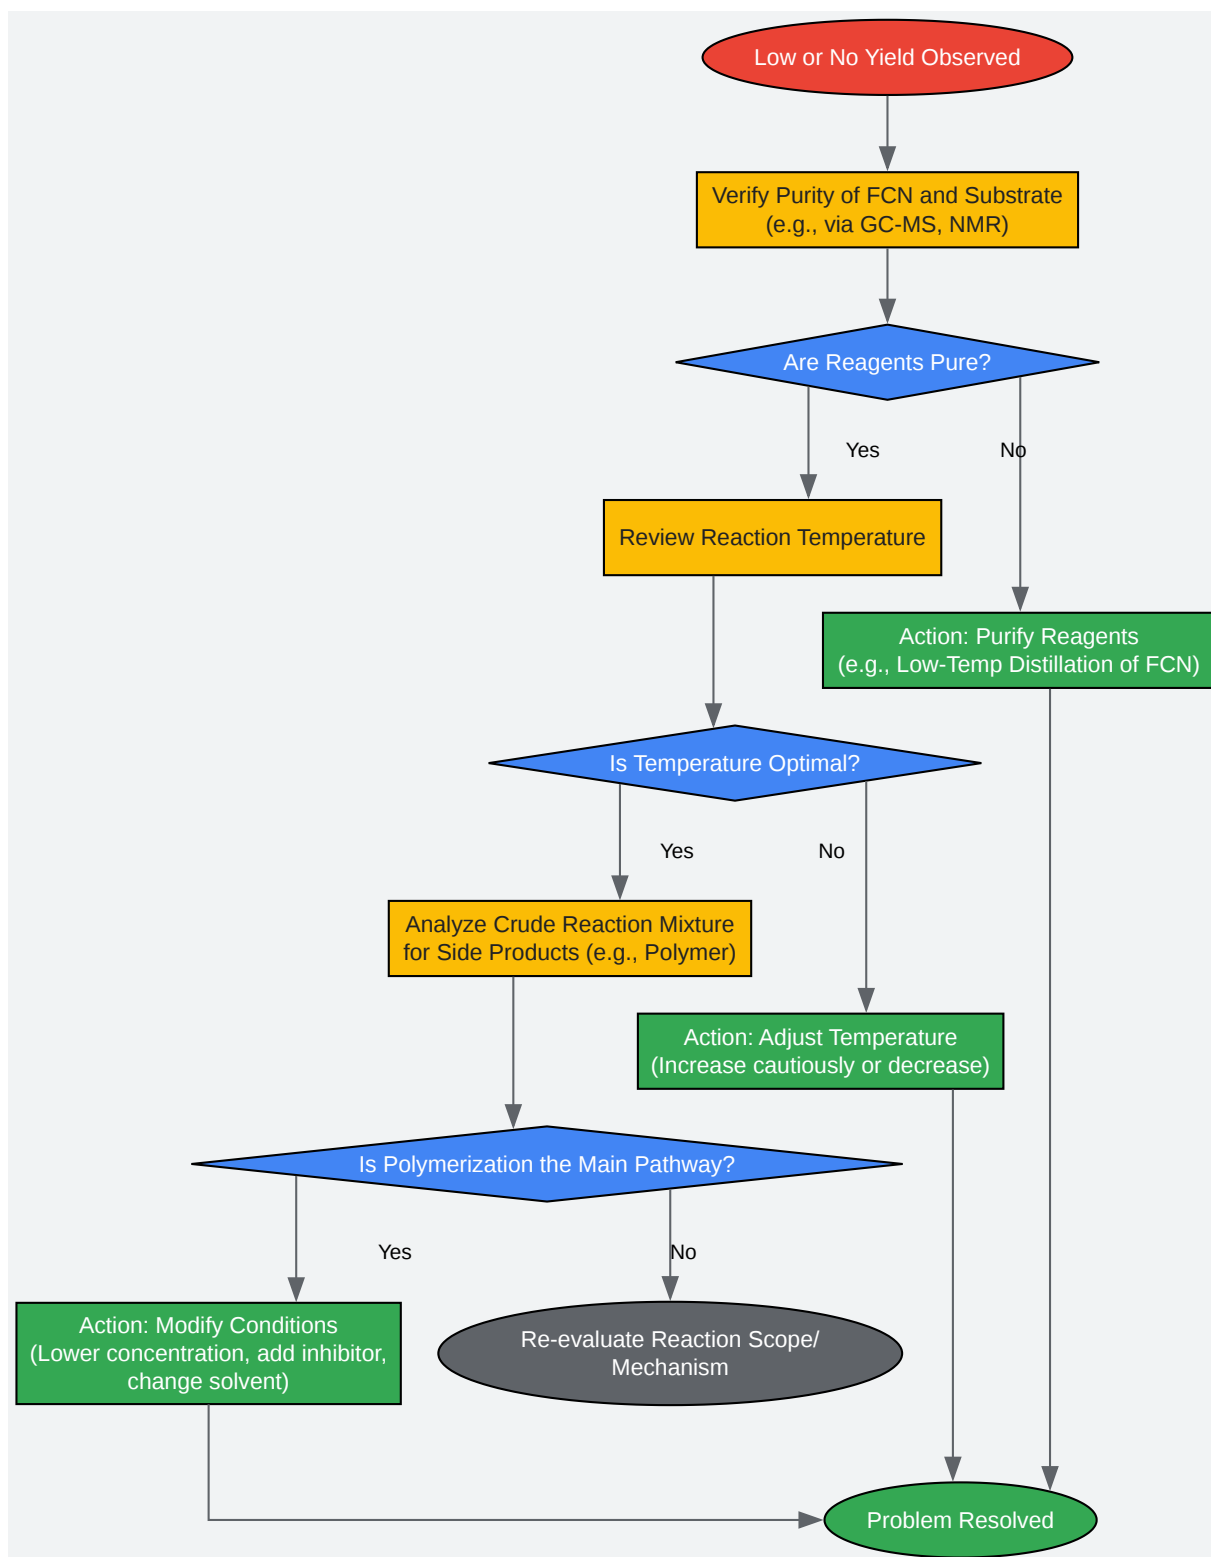 Low or No Yield Observed
Verify Purity of FCN and Substrate
(e.g., via GC-MS, NMR)
Are Reagents Pure?
Yes
No
Review Reaction Temperature
Action: Purify Reagents
(e.g., Low-Temp Distillation of FCN)
Is Temperature Optimal?
Yes
No
Analyze Crude Reaction Mixture
for Side Products (e.g., Polymer)
Action: Adjust Temperature
(Increase cautiously or decrease)
Is Polymerization the Main Pathway?
Yes
No
Action: Modify Conditions
(Lower concentration, add inhibitor,
change solvent)
Re-evaluate Reaction Scope/
Mechanism
Problem Resolved